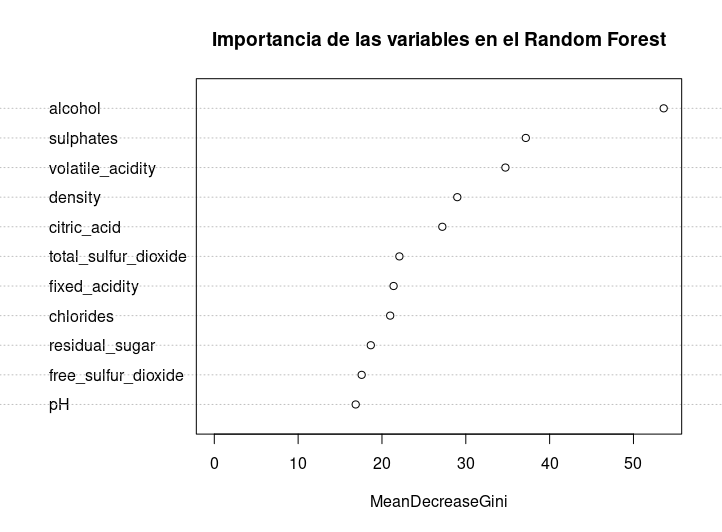 Importancia de las variables en el Random Forest
alcohol
sulphates
volatile_acidity
density
citric_acid
total_sulfur_dioxide
fixed_acidity
chlorides
residual_sugar
free_sulfur_dioxide
pH
0 10 20 30 40 50
MeanDecreaseGini